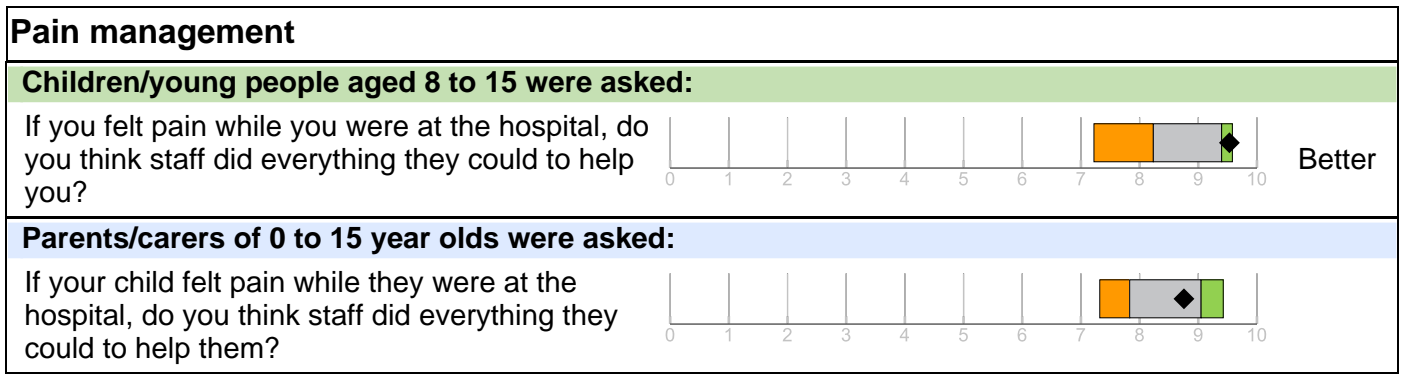 Pain management
Children/young people aged 8 to 15 were asked:
If you felt pain while you were at the hospital, do
you think staff did everything they could to help
you?
0 1 2 3 4 5 6 7 8 9 10
Better
Parents/carers of 0 to 15 year olds were asked:
If your child felt pain while they were at the
hospital, do you think staff did everything they
could to help them?
0 1 2 3 4 5 6 7 8 9 10